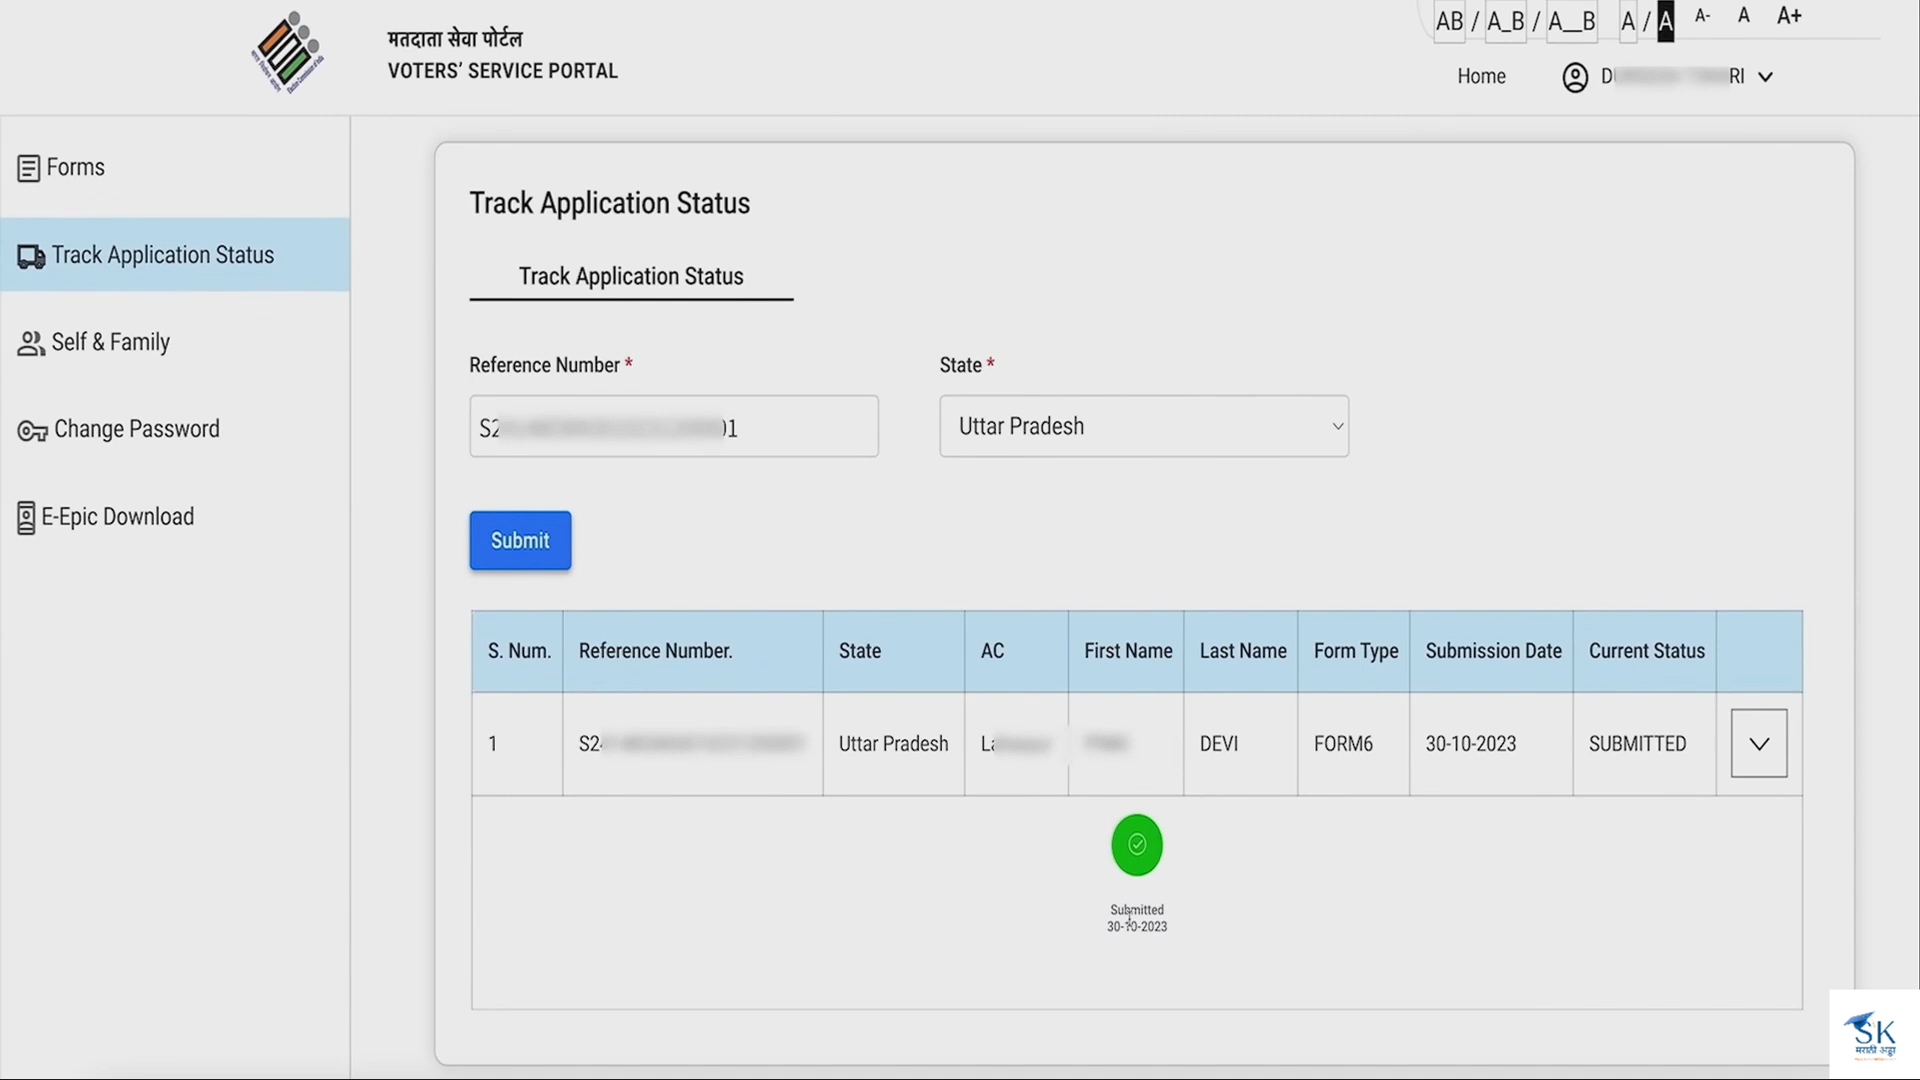 मतदाता सेवा पोर्टल
VOTERS' SERVICE PORTAL
AB / A_B / A__B A / A A- A A+
Home
Forms
Track Application Status
Self & Family
Change Password
E-Epic Download
Track Application Status
Track Application Status
Reference Number *
State *
Uttar Pradesh
Submit
S. Num. Reference Number. State AC First Name Last Name Form Type Submission Date Current Status
1 Uttar Pradesh DEVI FORM6 30-10-2023 SUBMITTED
Submitted
30-10-2023
SK
मराठी अड्डा